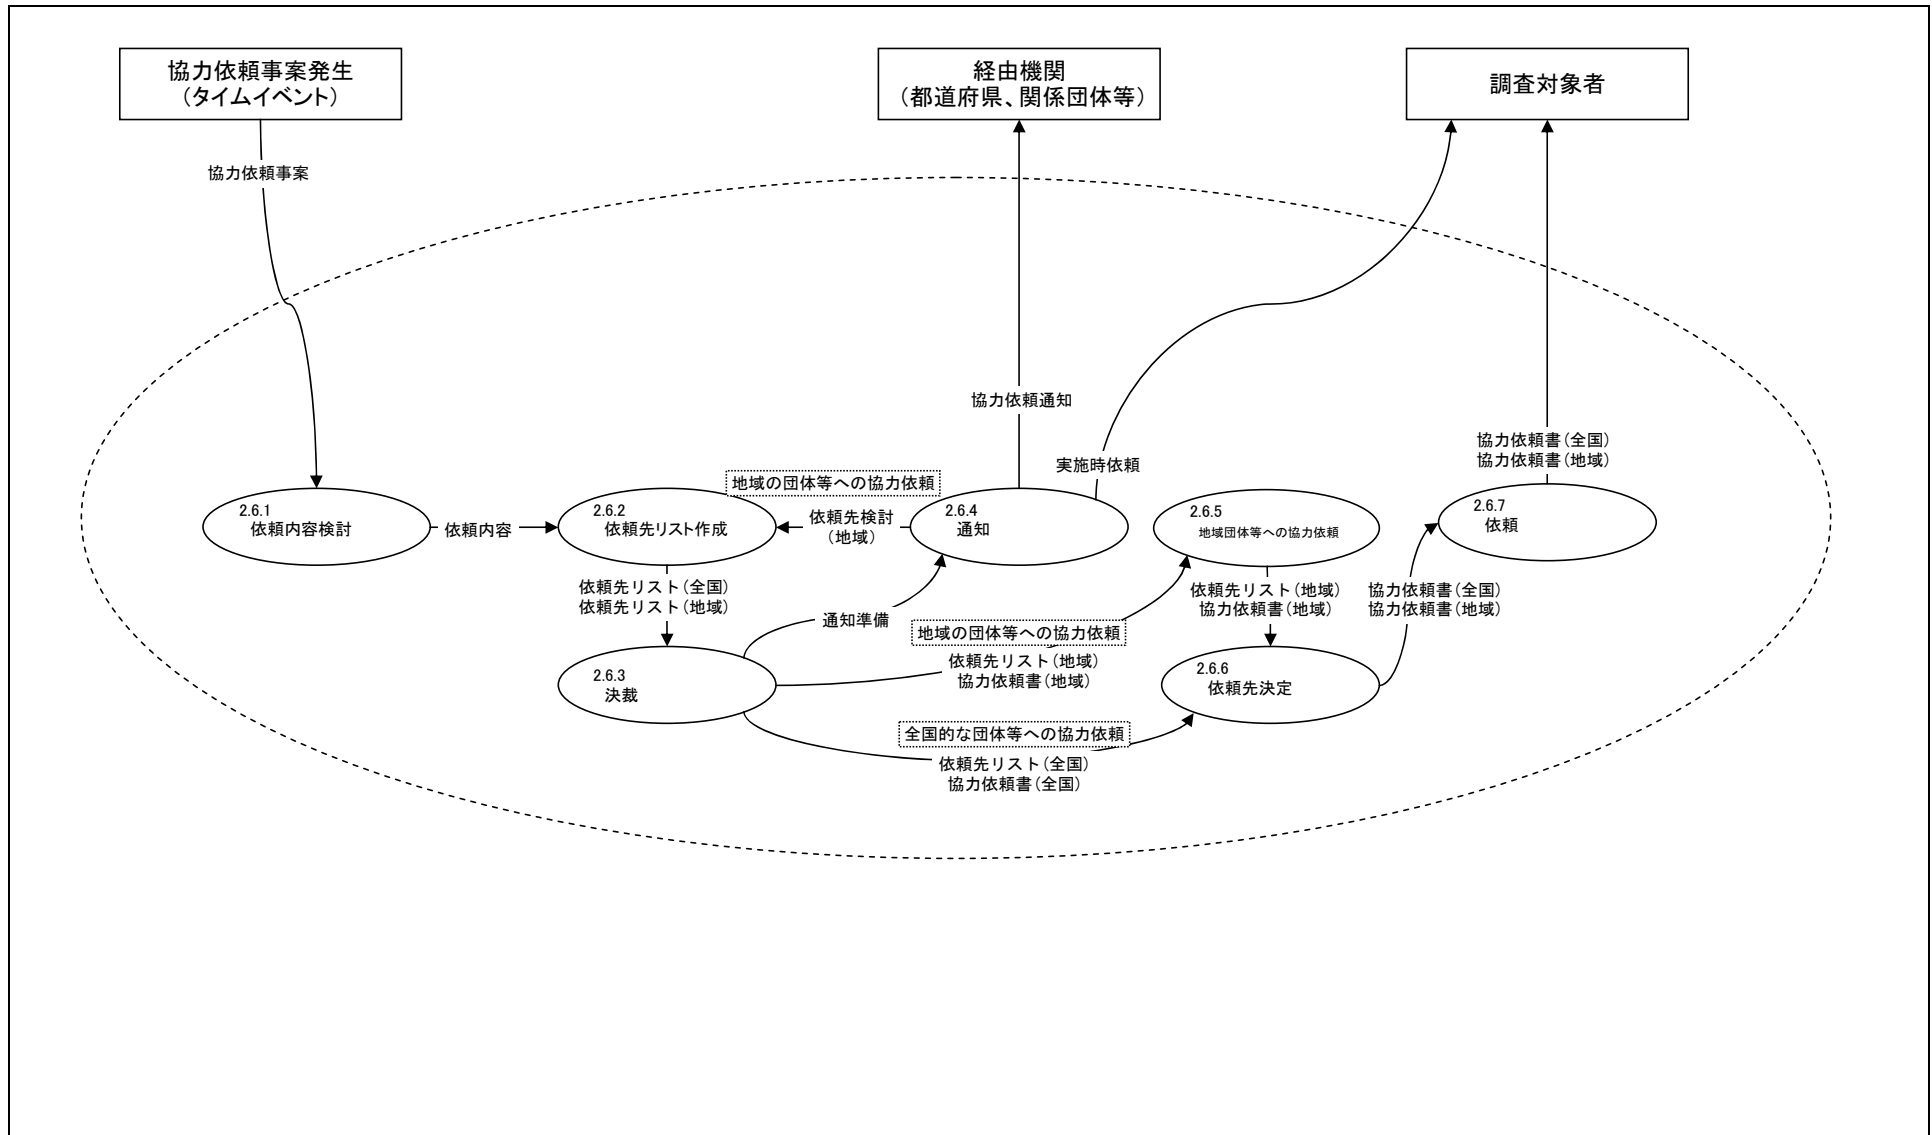 協力依頼事案発生
（タイムイベント）
経由機関
（都道府県、関係団体等）
調査対象者
協力依頼事案
協力依頼通知
実施時依頼
協力依頼書（全国）
協力依頼書（地域）
2.6.1
依頼内容検討
依頼内容
2.6.2
依頼先リスト作成
地域の団体等への協力依頼
依頼先検討
（地域）
2.6.4
通知
2.6.5
地域団体等への協力依頼
2.6.7
依頼
依頼先リスト（全国）
依頼先リスト（地域）
通知準備
地域の団体等への協力依頼
依頼先リスト（地域）
協力依頼書（地域）
依頼先リスト（地域）
協力依頼書（地域）
協力依頼書（全国）
協力依頼書（地域）
2.6.3
決裁
2.6.6
依頼先決定
全国的な団体等への協力依頼
依頼先リスト（全国）
協力依頼書（全国）